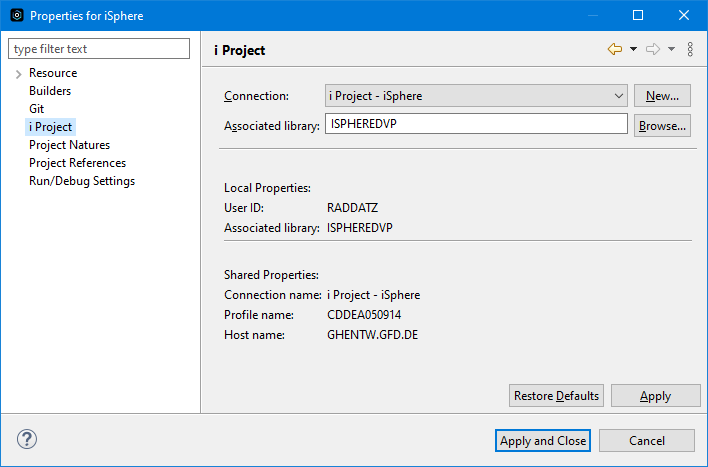 Properties for iSphere
type filter text
Resource
Builders
Git
i Project
Project Natures
Project References
Run/Debug Settings
i Project
Connection: i Project - iSphere New...
Associated library: ISPHEREDVP Browse...
Local Properties:
User ID: RADDATZ
Associated library: ISPHEREDVP
Shared Properties:
Connection name: i Project - iSphere
Profile name: CDDEA050914
Host name: GHENTW.GFD.DE
Restore Defaults Apply
? Apply and Close Cancel